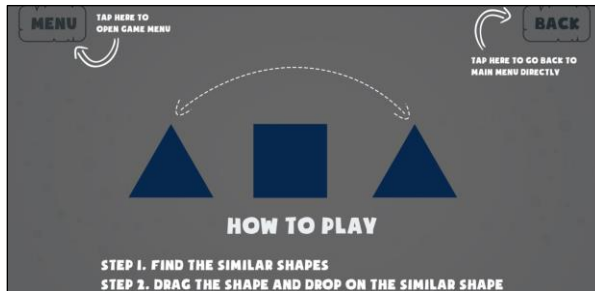 MENU
TAP HERE TO
OPEN GAME MENU
BACK
TAP HERE TO GO BACK TO
MAIN MENU DIRECTLY
HOW TO PLAY
STEP 1. FIND THE SIMILAR SHAPES
STEP 2. DRAG THE SHAPE AND DROP ON THE SIMILAR SHAPE